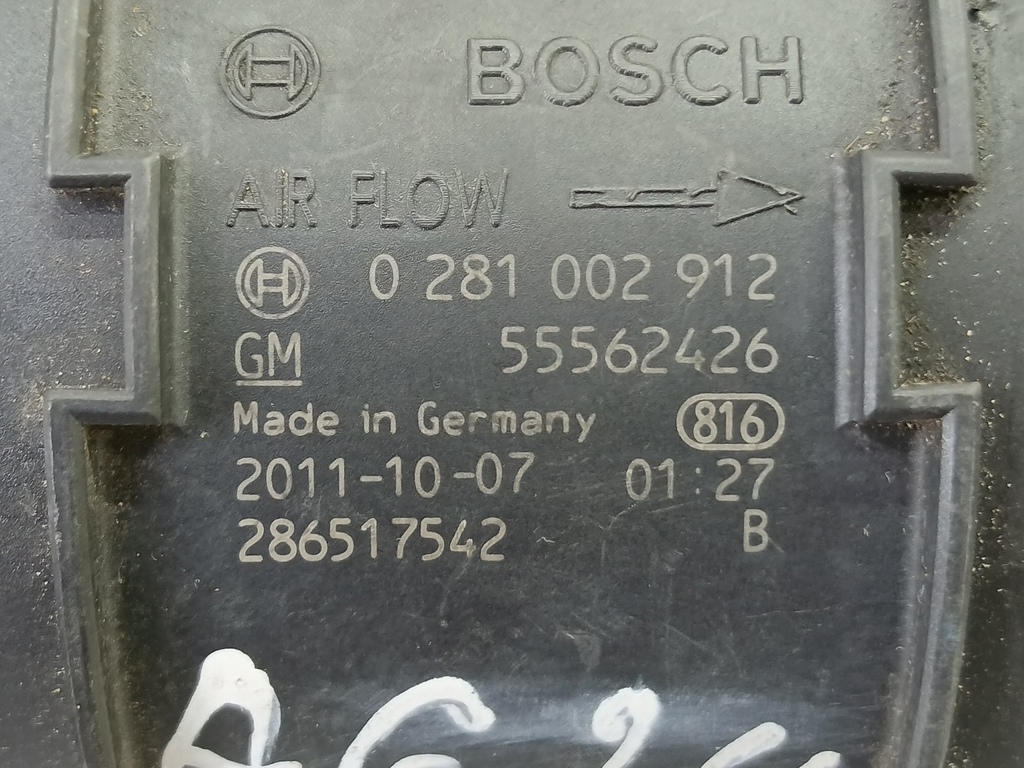 BOSCH
AIR FLOW
0 281 002 912
GM 55562426
Made in Germany 816
2011-10-07 01:27
286517542 B